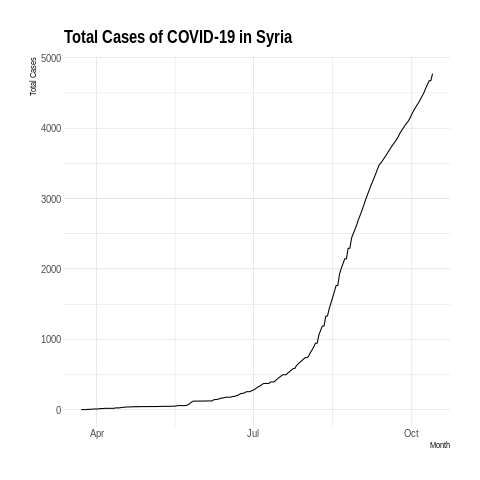 Total Cases of COVID-19 in Syria
Total Cases
5000
4000
3000
2000
1000
0
Apr
Jul
Oct
Month